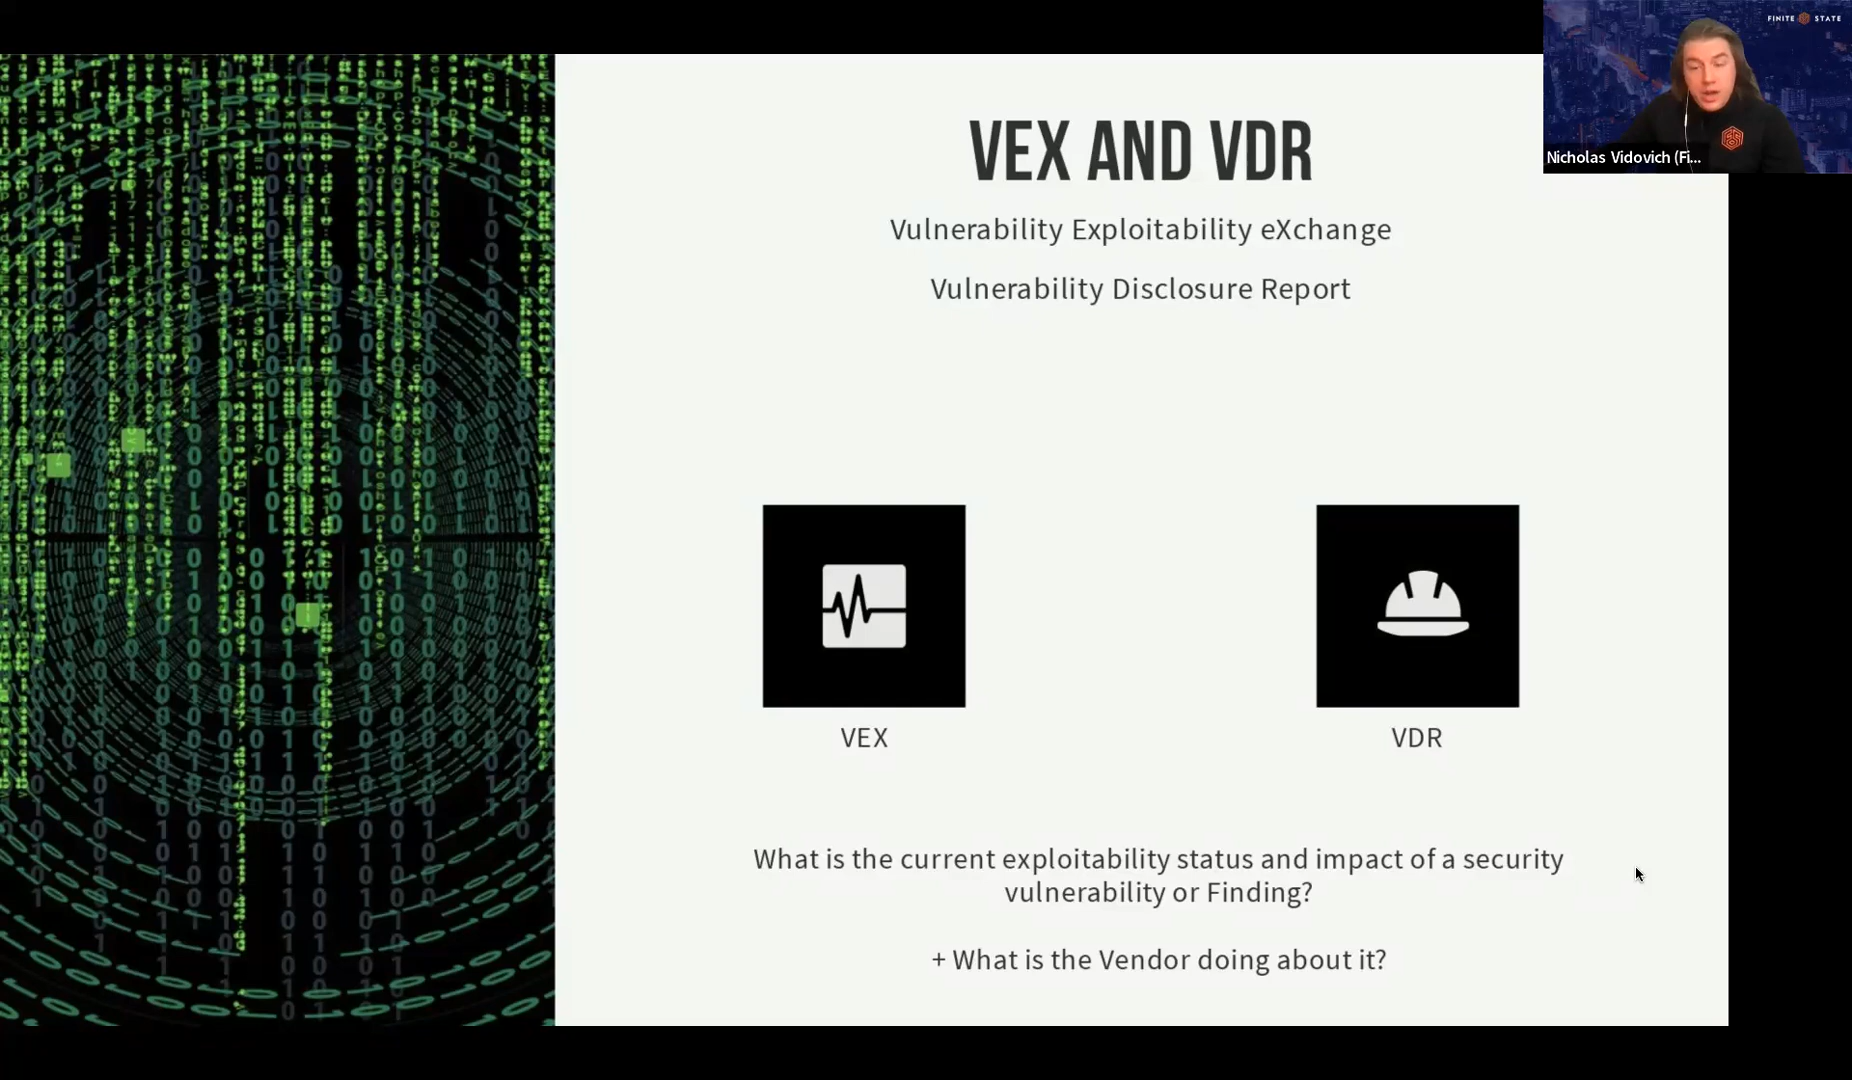 FINITE STATE
Nicholas Vidovich (Fi...
VEX AND VDR
Vulnerability Exploitability eXchange
Vulnerability Disclosure Report
VEX
VDR
What is the current exploitability status and impact of a security
vulnerability or Finding?
+ What is the Vendor doing about it?